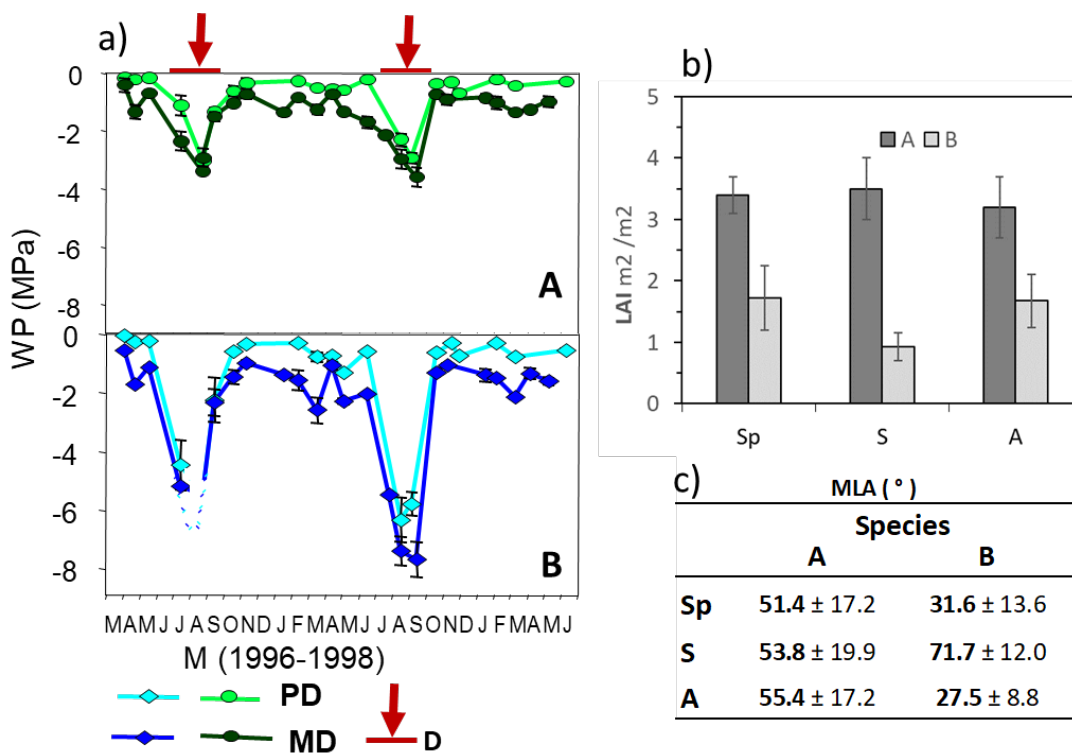 a)
0
-2
-4
-6
-8
0
-2
-4
-6
-8
WP (MPa)
A
B
MAMJJASONDJFMAMJJASONDJFMAMJ
M (1996-1998)
PD
MD
D
b)
5
4
3
2
1
0
LAI m2 /m2
A B
Sp S A
c)
MLA ( ° )
Species
A B
Sp 51.4 ± 17.2 31.6 ± 13.6
S 53.8 ± 19.9 71.7 ± 12.0
A 55.4 ± 17.2 27.5 ± 8.8